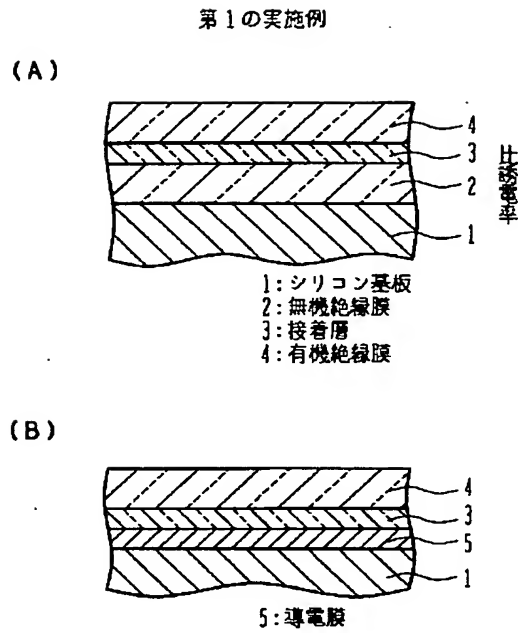 第1の実施例
(A)
4
3
2
1
比誘電率
1:シリコン基板
2:無機絶縁膜
3:接着層
4:有機絶縁膜
(B)
4
3
5
1
5:導電膜